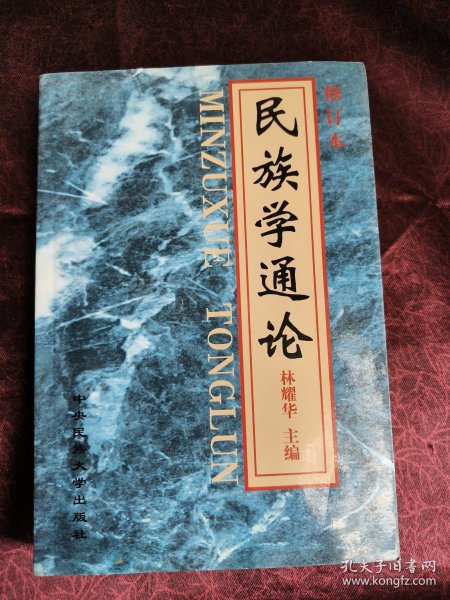 修订本
民族学通论
林耀华 主编
MINZUXUE TONGLUN
中央民族大学出版社
孔夫子旧书网
www.kongfz.com